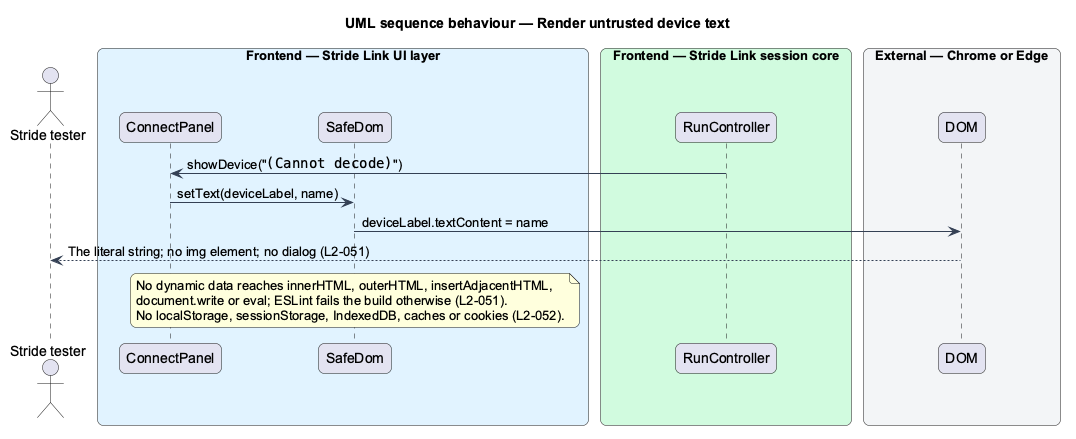 UML sequence behaviour — Render untrusted device text
Frontend — Stride Link UI layer
Frontend — Stride Link session core
External — Chrome or Edge
Stride tester
ConnectPanel
SafeDom
RunController
DOM
showDevice("(Cannot decode)")
setText(deviceLabel, name)
deviceLabel.textContent = name
The literal string; no img element; no dialog (L2-051)
No dynamic data reaches innerHTML, outerHTML, insertAdjacentHTML,
document.write or eval; ESLint fails the build otherwise (L2-051).
No localStorage, sessionStorage, IndexedDB, caches or cookies (L2-052).
Stride tester
ConnectPanel
SafeDom
RunController
DOM